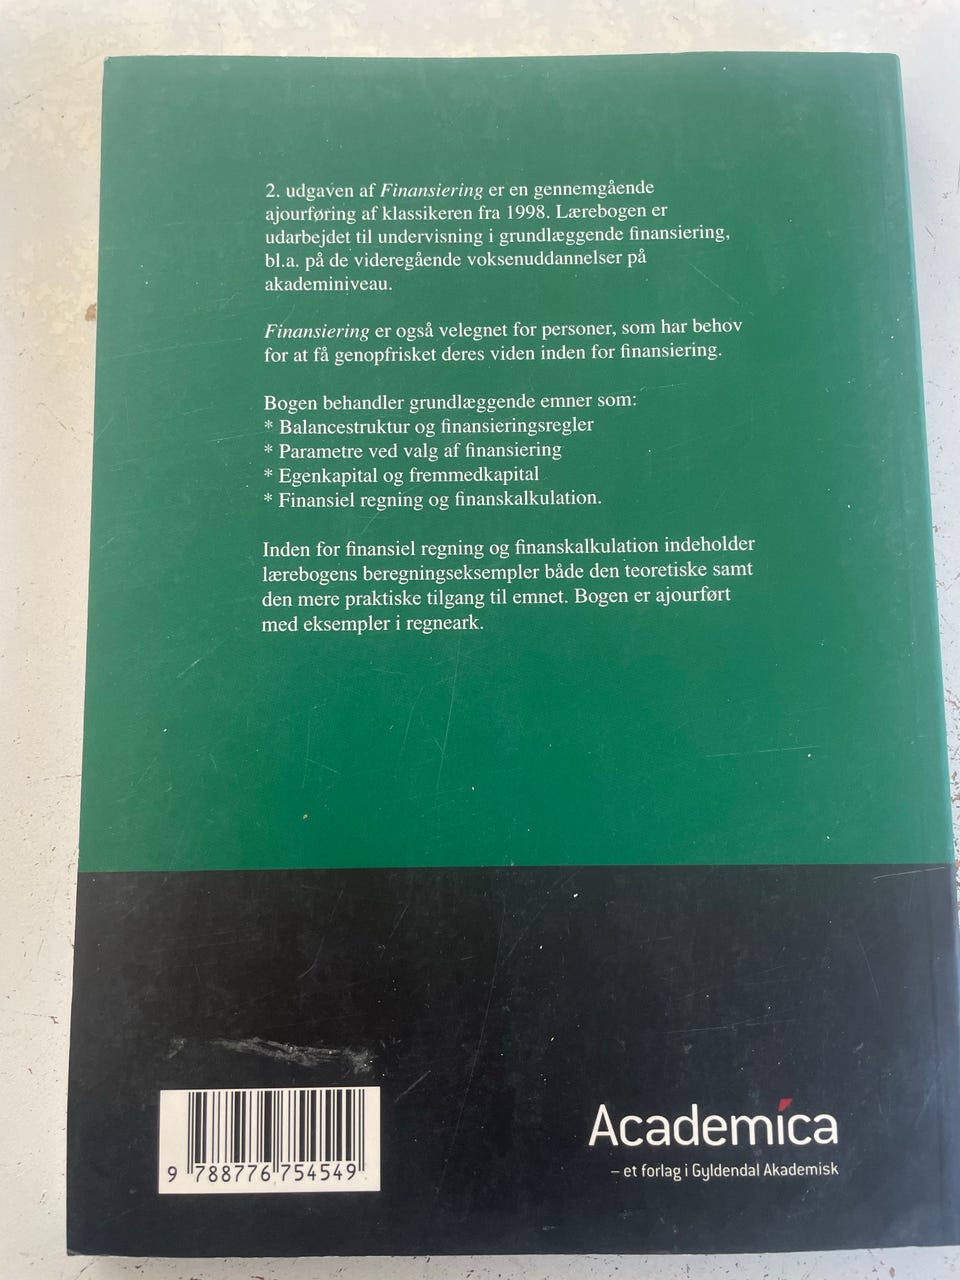 2. udgaven af Finansiering er en gennemgående
ajourføring af klassikeren fra 1998. Lærebogen er
udarbejdet til undervisning i grundlæggende finansiering,
bl.a. på de videregående voksenuddannelser på
akademiniveau.
Finansiering er også velegnet for personer, som har behov
for at få genopfrisket deres viden inden for finansiering.
Bogen behandler grundlæggende emner som:
* Balancestruktur og finansieringsregler
* Parametre ved valg af finansiering
* Egenkapital og fremmedkapital
* Finansiel regning og finanskalkulation.
Inden for finansiel regning og finanskalkulation indeholder
lærebogens beregningseksempler både den teoretiske samt
den mere praktiske tilgang til emnet. Bogen er ajourført
med eksempler i regneark.
9 788776 754549
Academica
– et forlag i Gyldendal Akademisk